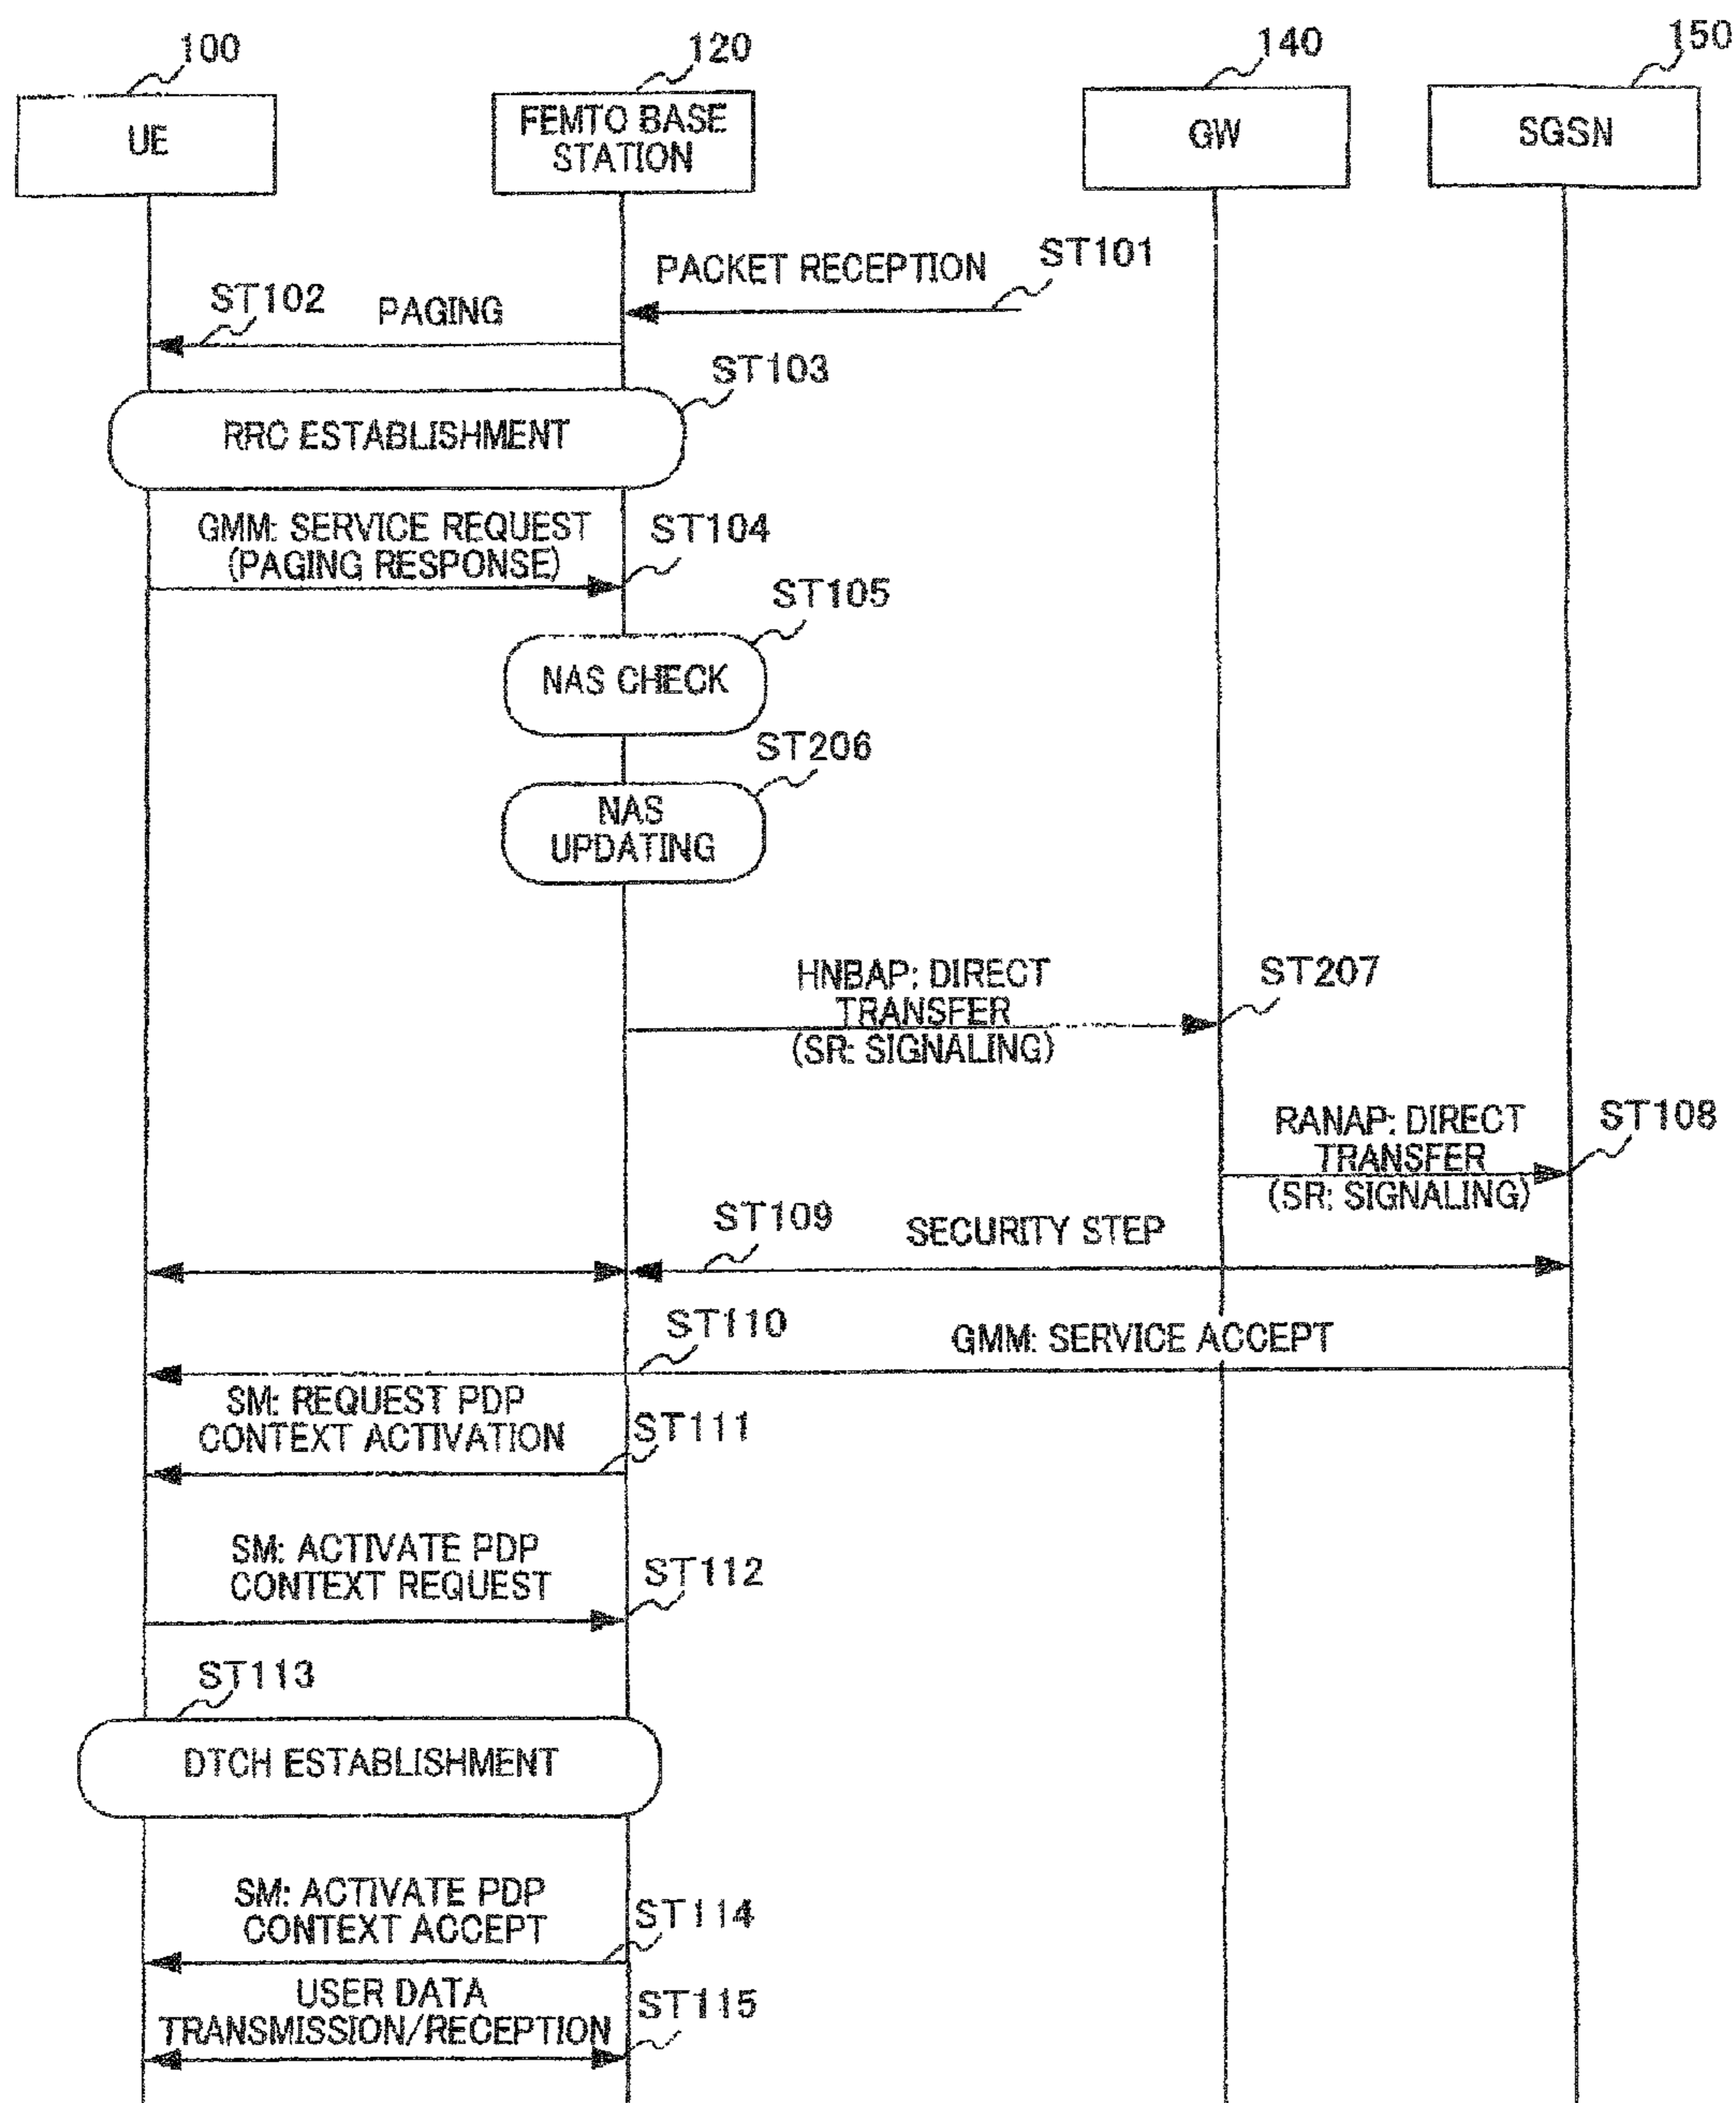 100
120
140
150
UE
FEMTO BASE
STATION
GW
SGSN
PACKET RECEPTION
ST101
ST102
PAGING
ST103
RRC ESTABLISHMENT
GMM: SERVICE REQUEST
(PAGING RESPONSE)
ST104
ST105
NAS CHECK
ST206
NAS
UPDATING
HNBAP: DIRECT
TRANSFER
(SR: SIGNALING)
ST207
RANAP: DIRECT
TRANSFER
(SR: SIGNALING)
ST108
ST109
SECURITY STEP
ST110
GMM: SERVICE ACCEPT
SM: REQUEST PDP
CONTEXT ACTIVATION
ST111
SM: ACTIVATE PDP
CONTEXT REQUEST
ST112
ST113
DTCH ESTABLISHMENT
SM: ACTIVATE PDP
CONTEXT ACCEPT
ST114
USER DATA
TRANSMISSION/RECEPTION
ST115